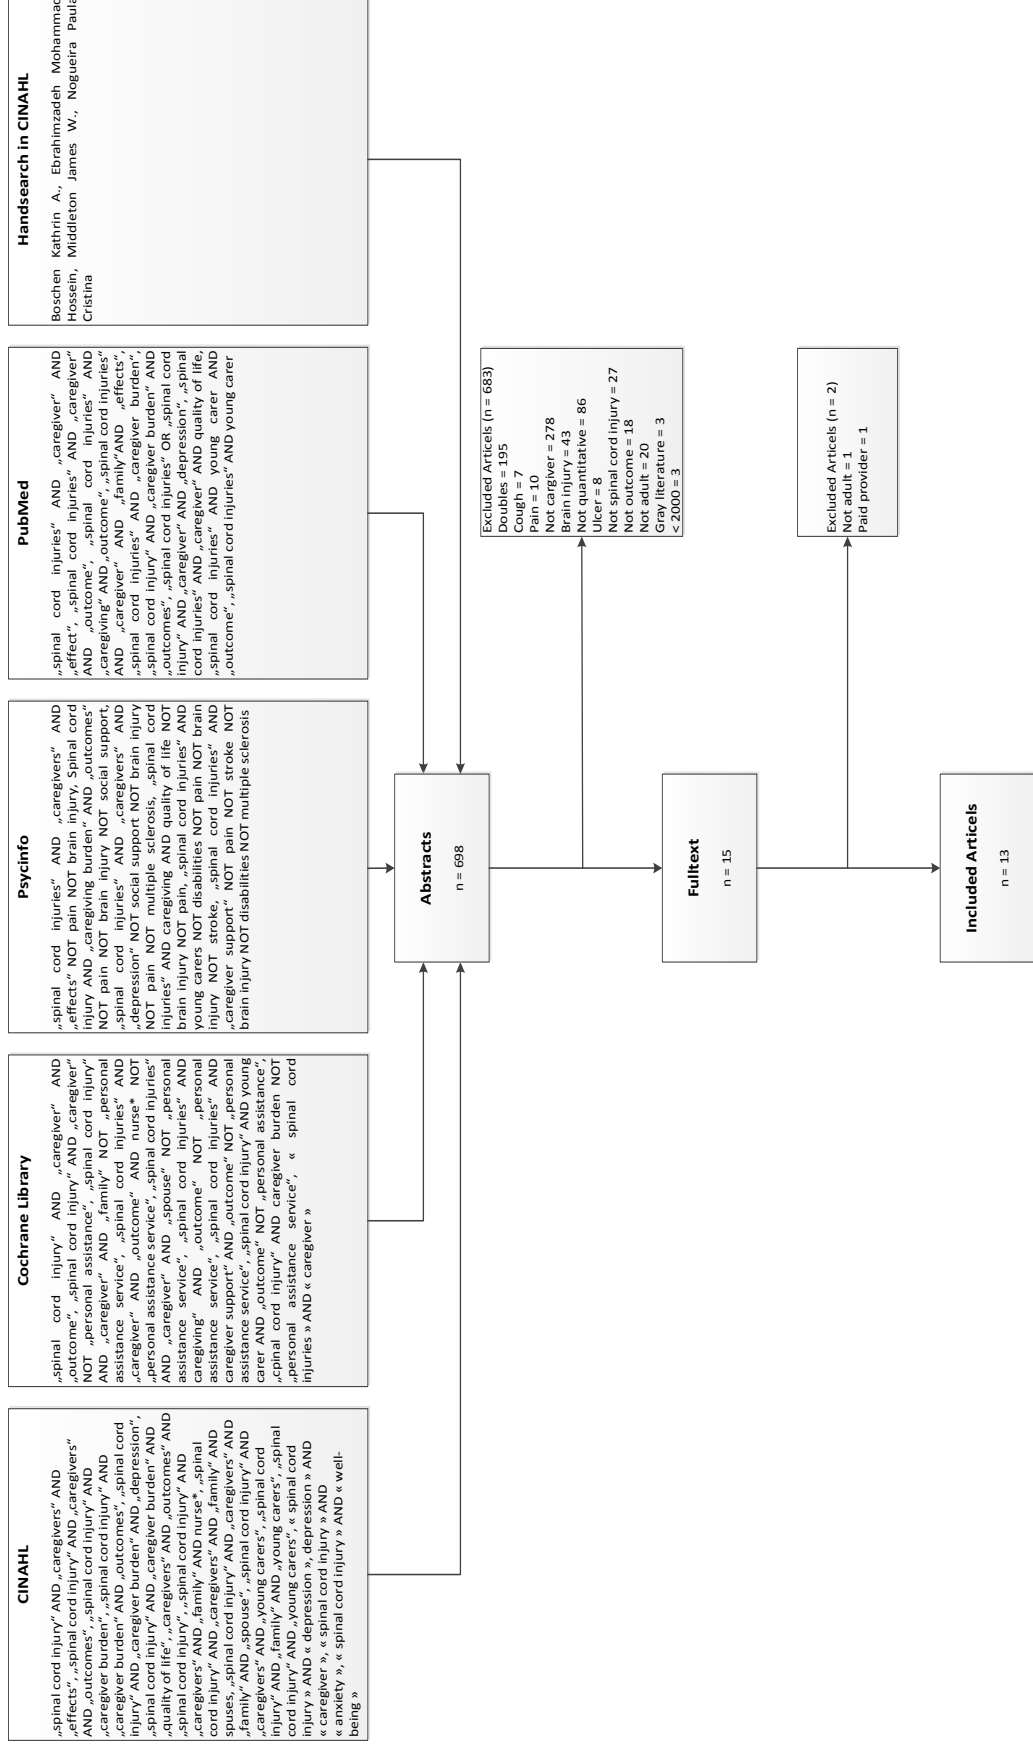 CINAHL
„spinal cord injury“ AND „caregivers“ AND
„effects“, „spinal cord injury“ AND „caregivers“
AND „outcomes“, „spinal cord injury“ AND
„caregiver burden“, „spinal cord injury“ AND
„caregiver burden“ AND „outcomes“, „spinal cord
injury“ AND „caregiver burden“ AND „depression“,
„spinal cord injury“ AND „caregiver burden“ AND
„quality of life“, „caregivers“ AND „outcomes“ AND
„spinal cord injury“, „spinal cord injury“ AND
„caregivers“ AND „family“ AND nurse*, „spinal
cord injury“ AND „caregivers“ AND „family“ AND
spuses, „spinal cord injury“ AND „caregivers“ AND
„family“ AND „spouse“, „spinal cord injury“ AND
„caregivers“ AND „young carers“, „spinal cord
injury“ AND „family“ AND „young carers“, „spinal
cord injury“ AND „young carers“, « spinal cord
injury » AND « depression », depression » AND
« caregiver », « spinal cord injury » AND
« anxiety », « spinal cord injury » AND « well-
being »
Cochrane Library
„spinal cord injury“ AND „caregiver“ AND
„outcome“, „spinal cord injury“ AND „caregiver“
NOT „personal assistance“, „spinal cord injury“
AND „caregiver“ AND „family“ NOT „personal
assistance service“, „spinal cord injuries“ AND
„caregiver“ AND „outcome“ AND nurse* NOT
„personal assistance service“, „spinal cord injuries“
AND „caregiver“ AND „spouse“ NOT „personal
assistance service“, „spinal cord injuries“ AND
caregiving“ AND „outcome“ NOT „personal
assistance service“, „spinal cord injuries“ AND
caregiver support“ AND „outcome“ NOT „personal
assistance service“, „spinal cord injury“ AND young
carer AND „outcome“ NOT „personal assistance“,
„cpinal cord injury“ AND caregiver burden NOT
„personal assistance service“, « spinal cord
injuries » AND « caregiver »
Psycinfo
„spinal cord injuries“ AND „caregivers“ AND
„effects“ NOT pain NOT brain injury, Spinal cord
injury AND „caregiving burden“ AND „outcomes“
NOT pain NOT brain injury NOT social support,
„spinal cord injuries“ AND „caregivers“ AND
„depression“ NOT social support NOT brain injury
NOT pain NOT multiple sclerosis, „spinal cord
injuries“ AND caregiving AND quality of life NOT
brain injury NOT pain, „spinal cord injuries“ AND
young carers NOT disabilities NOT pain NOT brain
injury NOT stroke, „spinal cord injuries“ AND
„caregiver support“ NOT pain NOT stroke NOT
brain injury NOT disabilities NOT multiple sclerosis
PubMed
„spinal cord injuries“ AND „caregiver“ AND
„effect“, „spinal cord injuries“ AND „caregiver“
AND „outcome“, „spinal cord injuries“ AND
„caregiving“ AND „outcome“, „spinal cord injuries“
AND „caregiver“ AND „family“AND „effects“,
„spinal cord injuries“ AND „caregiver burden“,
„spinal cord injury“ AND „caregiver burden“ AND
„outcomes“, „spinal cord injuries“ OR „spinal cord
injury“ AND „caregiver“ AND „depression“, „spinal
cord injuries“ AND „caregiver“ AND quality of life,
„spinal cord injuries“ AND young carer AND
„outcome“, „spinal cord injuries“ AND young carer
Handsearch in CINAHL
Boschen Kathrin A., Ebrahimzadeh Mohammad
Hossein, Middleton James W., Nogueira Paula
Cristina
Abstracts
n = 698
Excluded Articels (n = 683)
Doubles = 195
Cough = 7
Pain = 10
Not cargiver = 278
Brain injury = 43
Not quantitative = 86
Ulcer = 8
Not spinal cord injury = 27
Not outcome = 18
Not adult = 20
Gray literature = 3
< 2000 = 3
Fulltext
n = 15
Excluded Articels (n = 2)
Not adult = 1
Paid provider = 1
Included Articels
n = 13